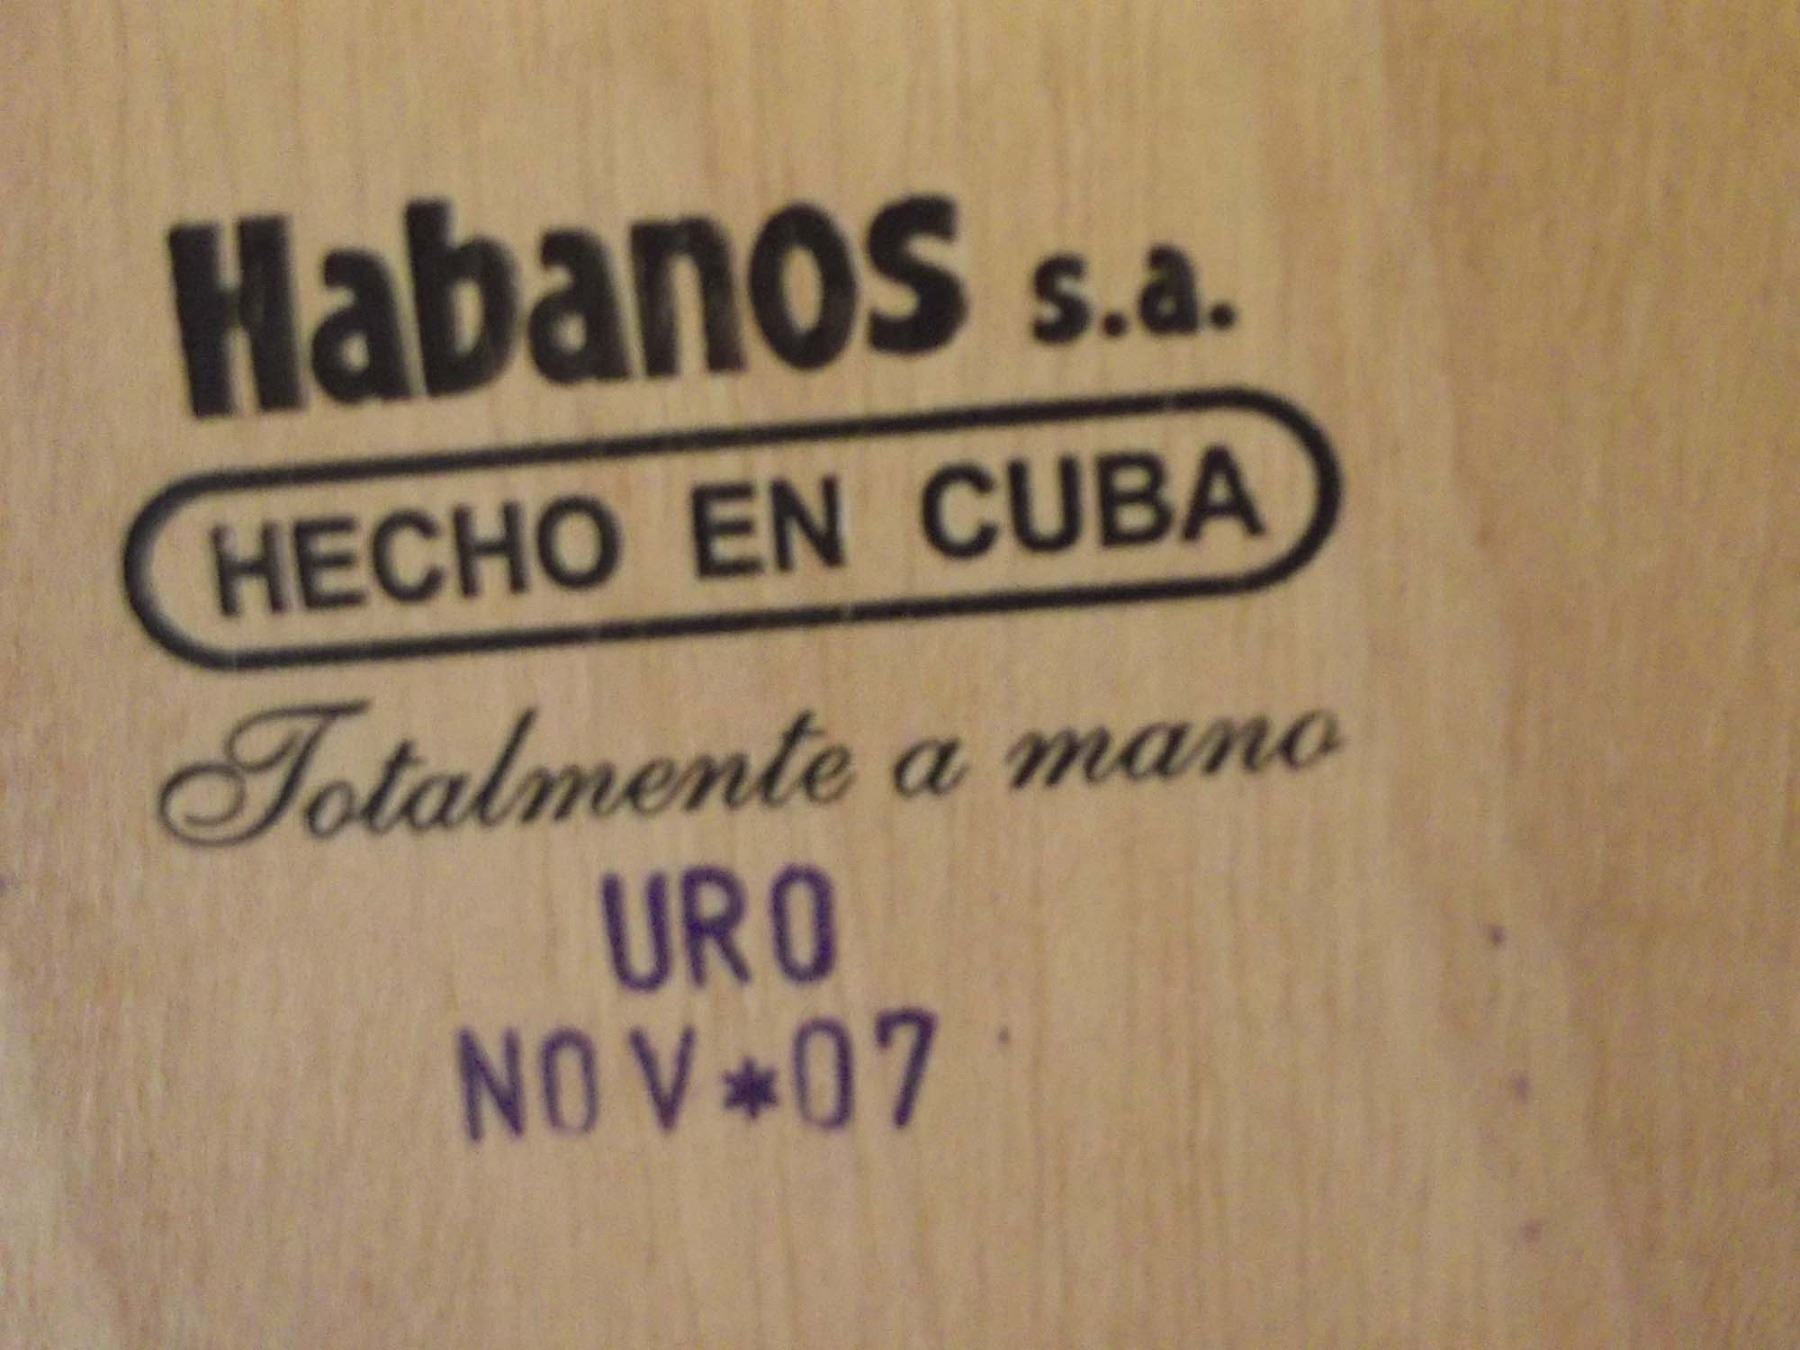 Habanos s.a.
HECHO EN CUBA
Totalmente a mano
URO
NOV*07